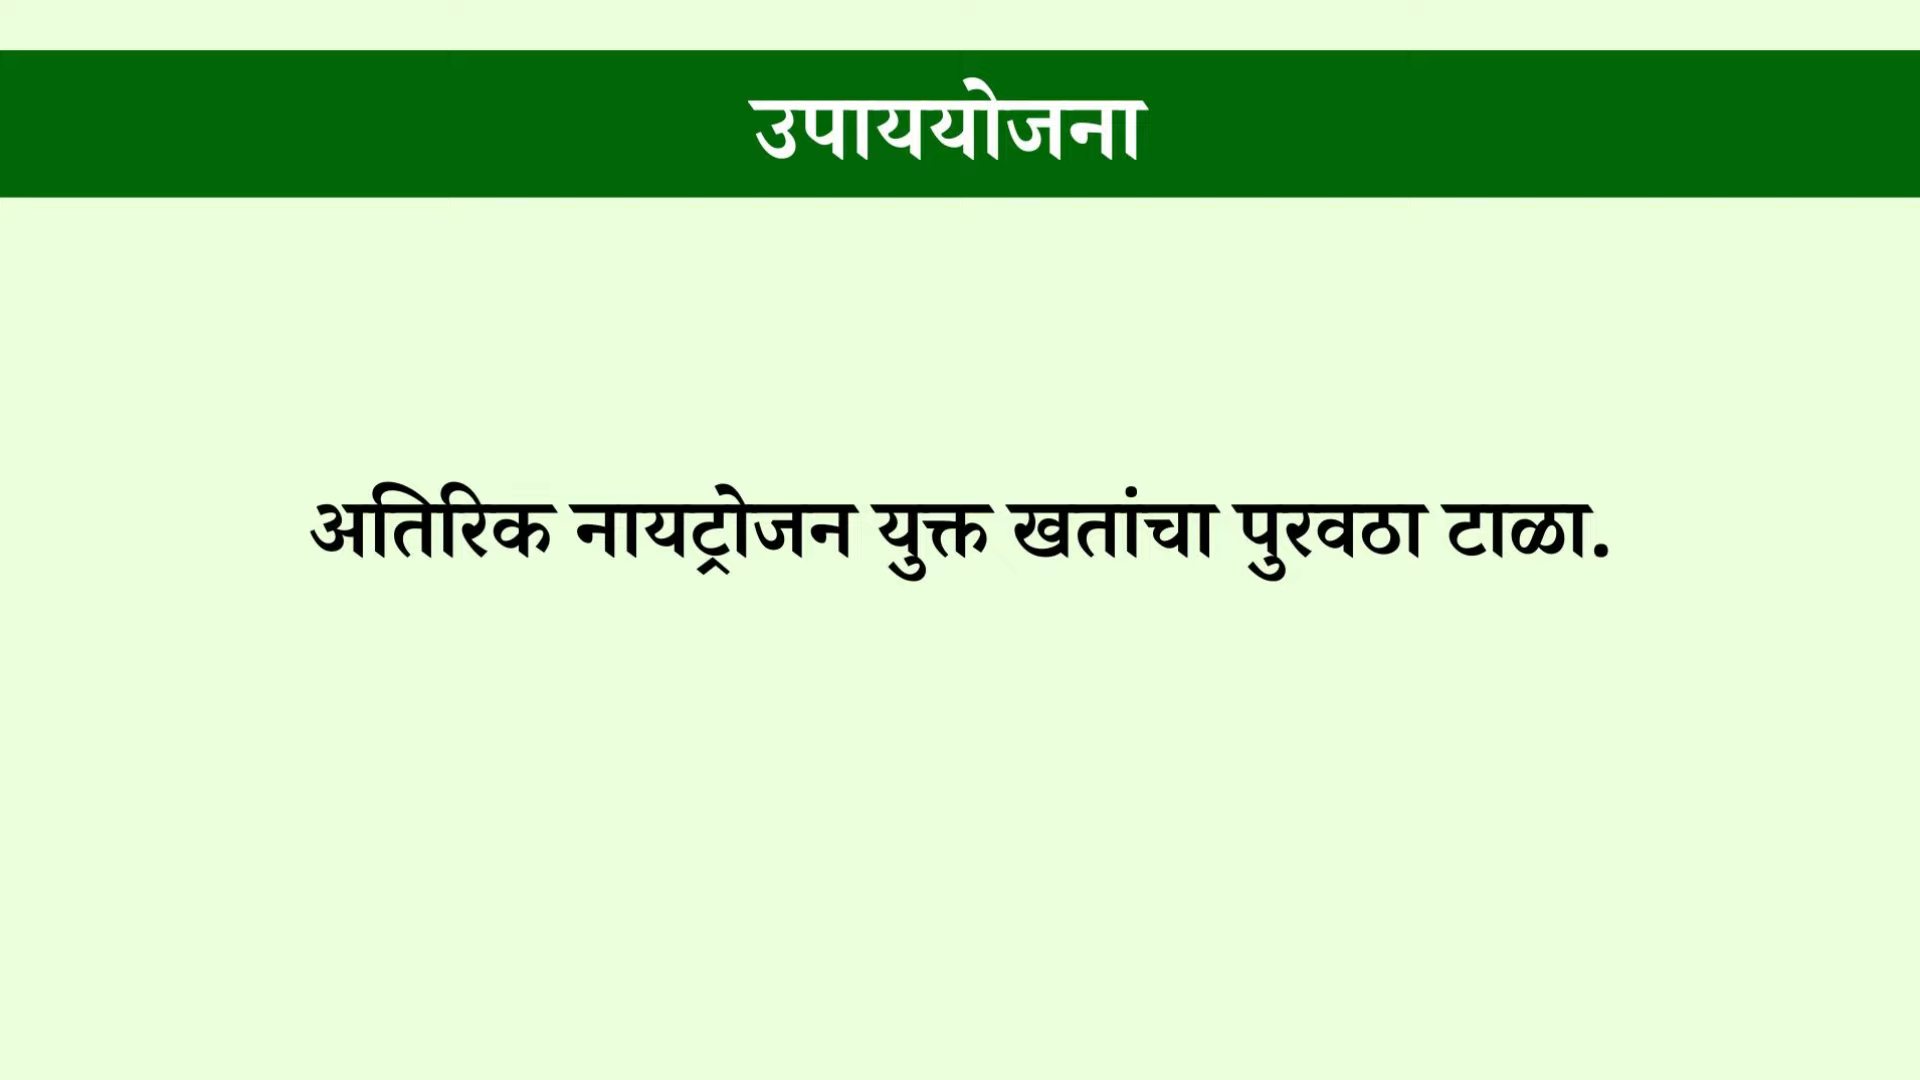 उपाययोजना
अतिरिक नायट्रोजन युक्त खतांचा पुरवठा टाळा.